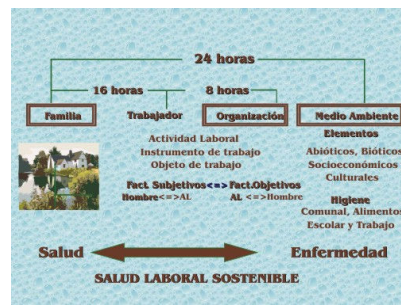 24 horas
16 horas 8 horas
Familia Trabajador Organización Medio Ambiente
Elementos
Actividad Laboral
Instrumento de trabajo
Objeto de trabajo
Abióticos, Bióticos
Socioeconómicos
Culturales
Fact. Subjetivos<=>Fact.Objetivos
Hombre<=>AL AL <=>Hombre
Higiene
Comunal, Alimentos
Escolar y Trabajo
Salud Enfermedad
SALUD LABORAL SOSTENIBLE